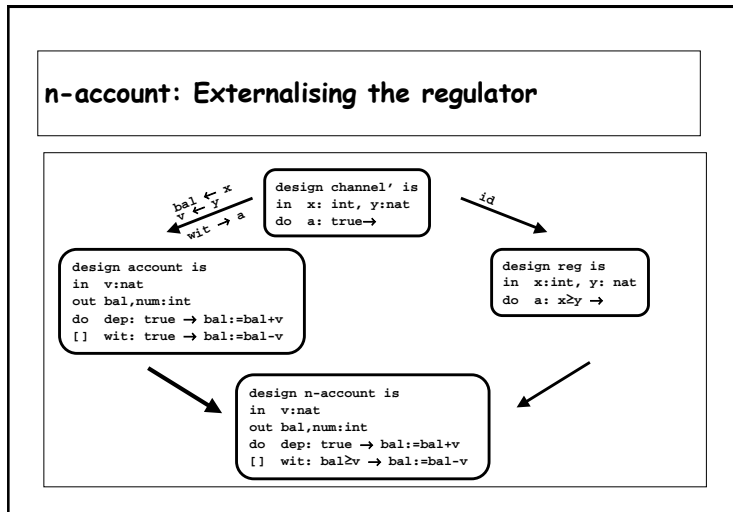 n-account: Externalising the regulator
bal ← x
v ← y
wit → a
design channel’ is
in x: int, y:nat
do a: true→
id
design account is
in v:nat
out bal,num:int
do dep: true → bal:=bal+v
[] wit: true → bal:=bal-v
design reg is
in x:int, y: nat
do a: x≥y →
design n-account is
in v:nat
out bal,num:int
do dep: true → bal:=bal+v
[] wit: bal≥v → bal:=bal-v